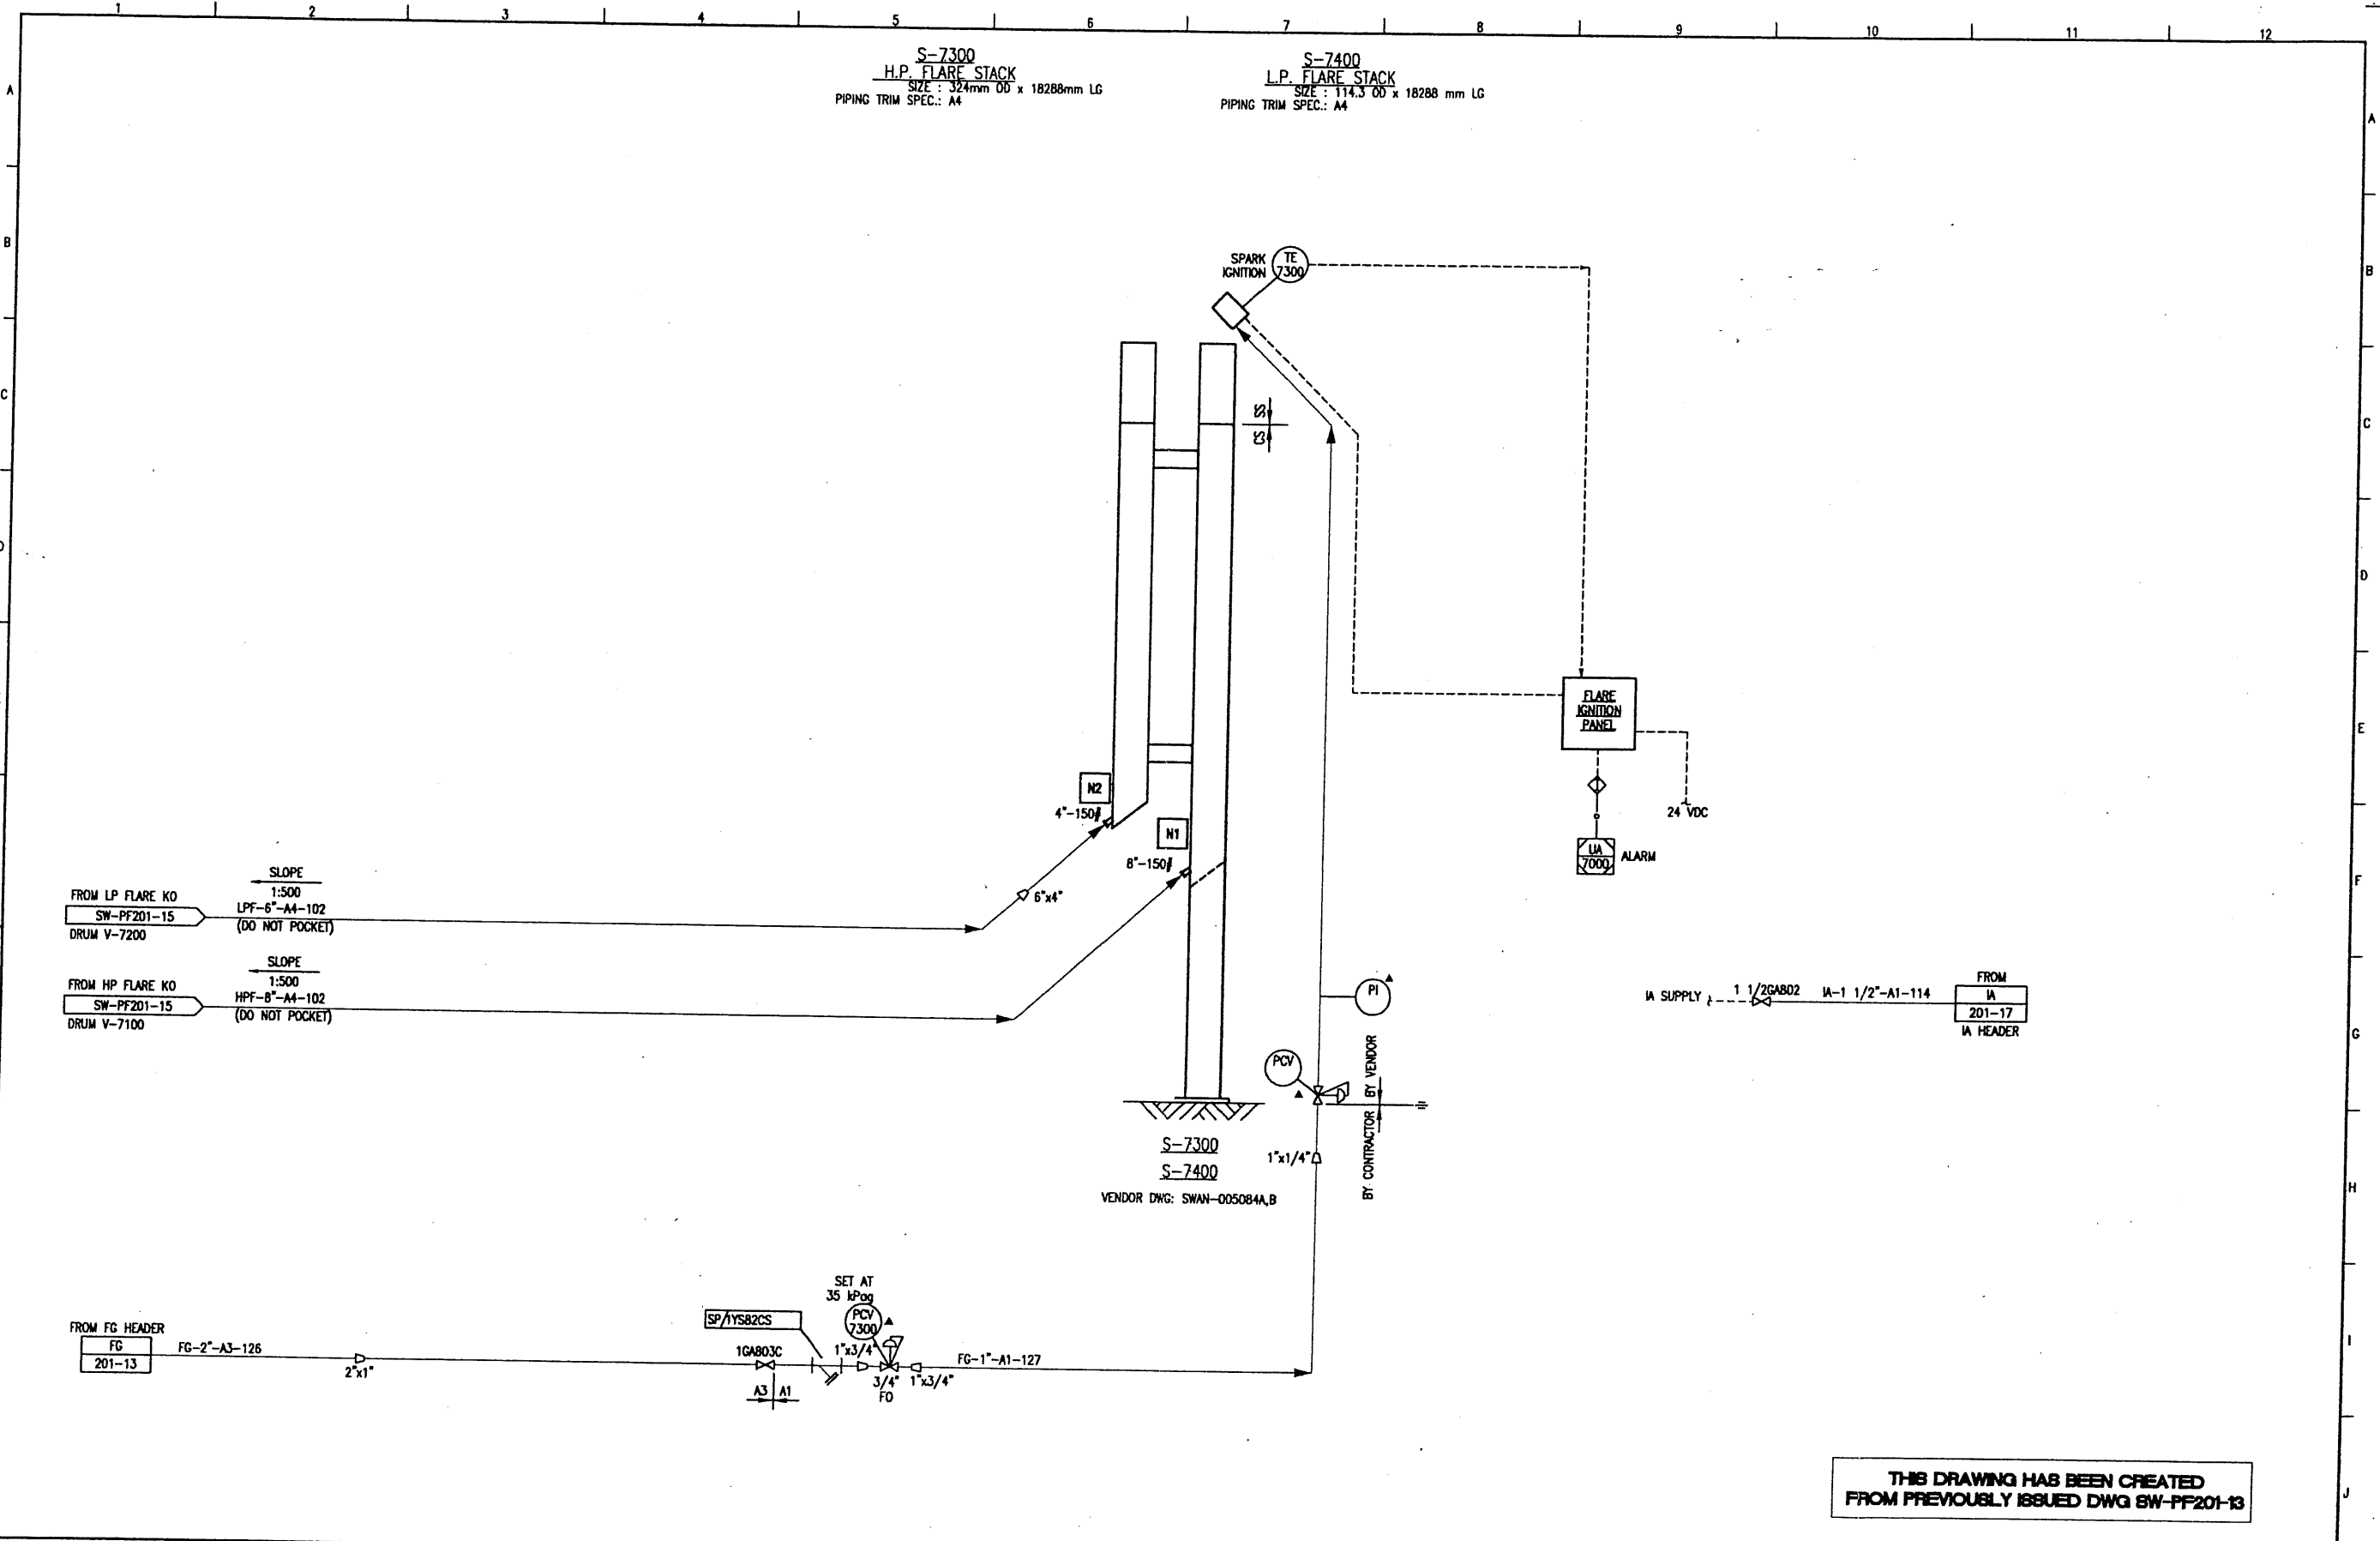 1 2 3 4 5 6 7 8 9 10 11 12
S-7300
H.P. FLARE STACK
SIZE : 324mm OD x 18288mm LG
PIPING TRIM SPEC.: A4
S-7400
L.P. FLARE STACK
SIZE : 114.3 OD x 18288 mm LG
PIPING TRIM SPEC.: A4
A
A
B
B
SPARK
IGNITION
TE
7300
C
C
SS
CS
D
D
FLARE
IGNITION
PANEL
E
24 VDC
UA
7000
ALARM
N2
4"-150#
N1
8"-150#
6"x4"
F
SLOPE
1:500
FROM LP FLARE KO
SW-PF201-15
DRUM V-7200
LPF-6"-A4-102
(DO NOT POCKET)
SLOPE
1:500
FROM HP FLARE KO
SW-PF201-15
DRUM V-7100
HPF-8"-A4-102
(DO NOT POCKET)
PI
IA SUPPLY
1 1/2GA802
IA-1 1/2"-A1-114
FROM
IA
201-17
IA HEADER
G
PCV
BY VENDOR
BY CONTRACTOR
1"x1/4"
S-7300
S-7400
VENDOR DWG: SWAN-005084A,B
H
SET AT
35 kPag
PCV
7300
SP/1YS82CS
1GA803C
1"x3/4"
3/4"
FO
1"x3/4"
FG-1"-A1-127
A3
A1
FROM FG HEADER
FG
201-13
FG-2"-A3-126
2"x1"
I
THIS DRAWING HAS BEEN CREATED
FROM PREVIOUSLY ISSUED DWG SW-PF201-13
J